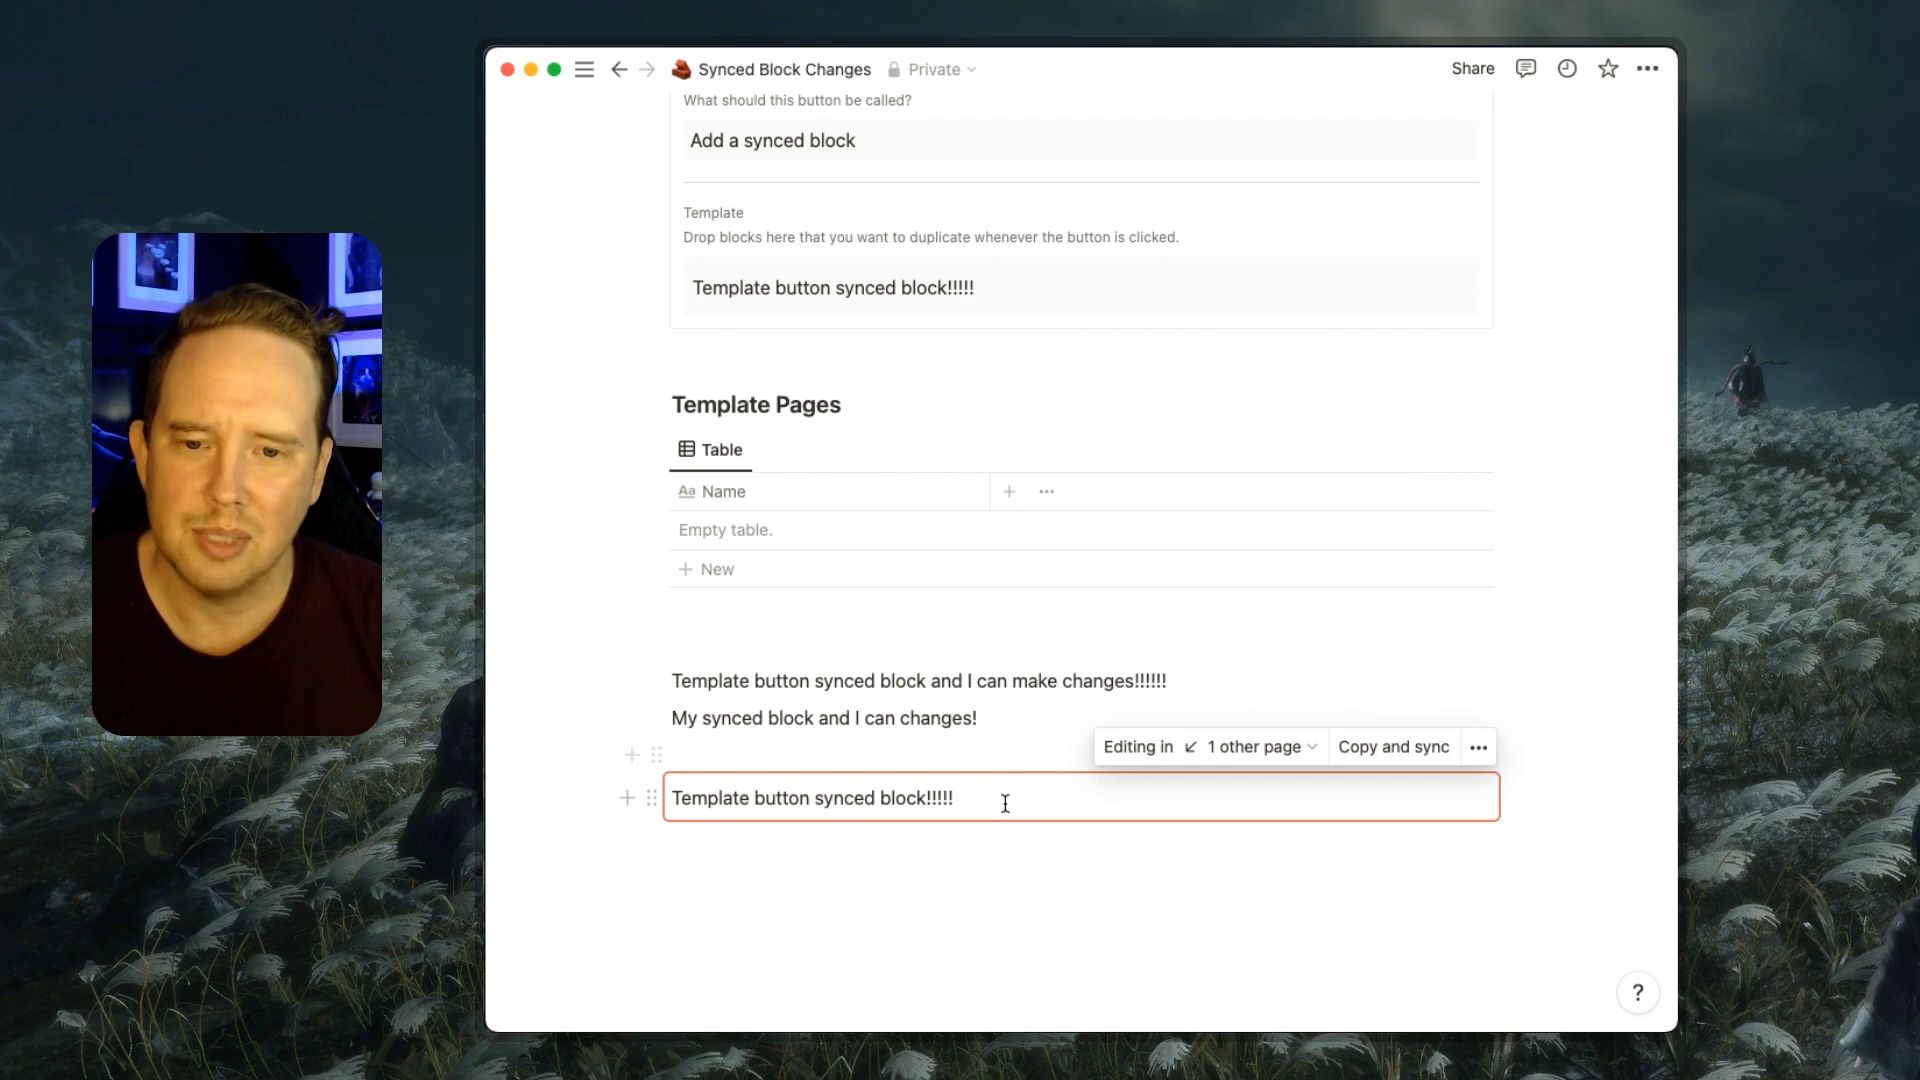 Synced Block Changes Private Share
What should this button be called?
Add a synced block
Template
Drop blocks here that you want to duplicate whenever the button is clicked.
Template button synced block!!!!!
Template Pages
Table
Aa Name
Empty table.
New
Template button synced block and I can make changes!!!!!!
My synced block and I can changes!
Editing in 1 other page Copy and sync
Template button synced block!!!!!
?